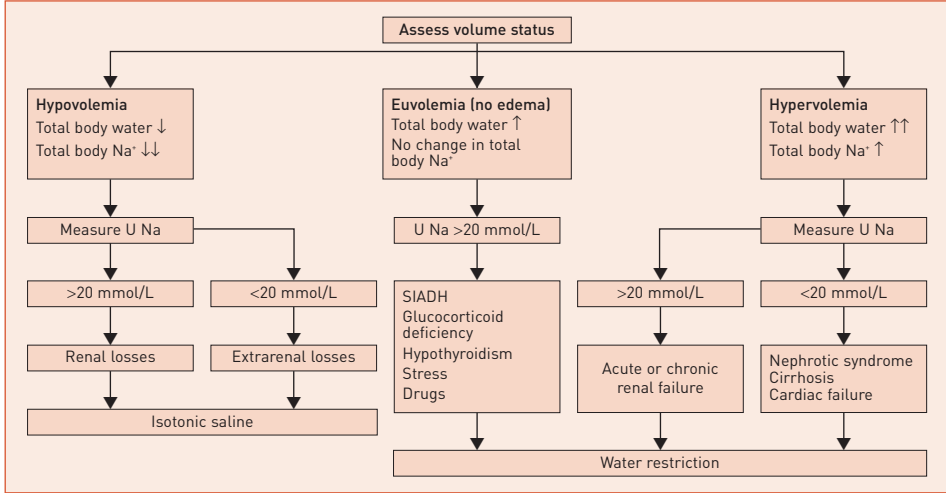 Assess volume status
Hypovolemia
Total body water ↓
Total body Na⁺ ↓↓
Euvolemia (no edema)
Total body water ↑
No change in total
body Na⁺
Hypervolemia
Total body water ↑↑
Total body Na⁺ ↑
Measure U Na
U Na >20 mmol/L
Measure U Na
>20 mmol/L
<20 mmol/L
SIADH
Glucocorticoid
deficiency
Hypothyroidism
Stress
Drugs
>20 mmol/L
<20 mmol/L
Renal losses
Extrarenal losses
Acute or chronic
renal failure
Nephrotic syndrome
Cirrhosis
Cardiac failure
Isotonic saline
Water restriction